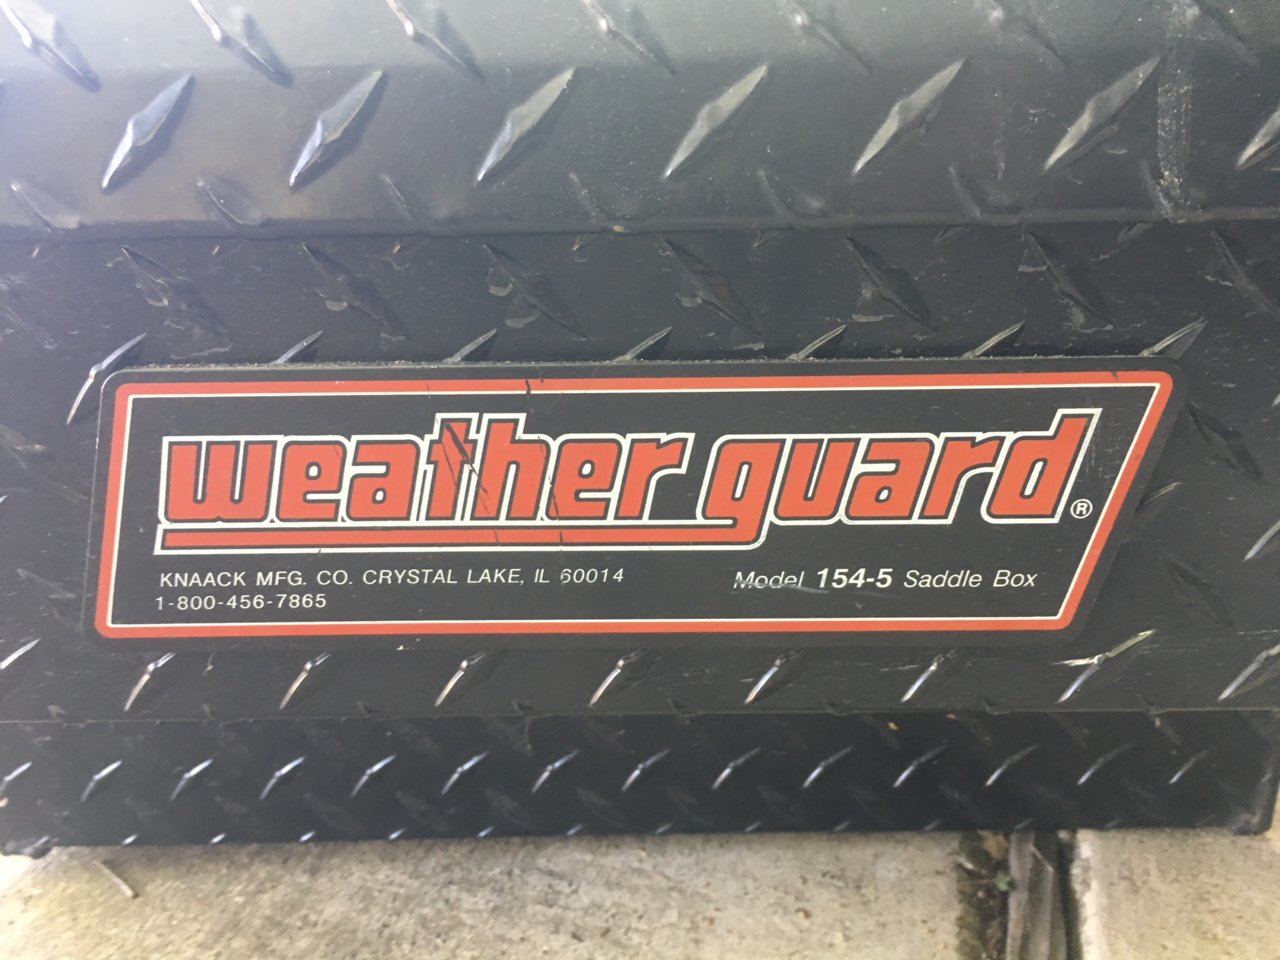 weather guard®
KNAACK MFG. CO. CRYSTAL LAKE, IL 60014
1-800-456-7865
Model 154-5 Saddle Box